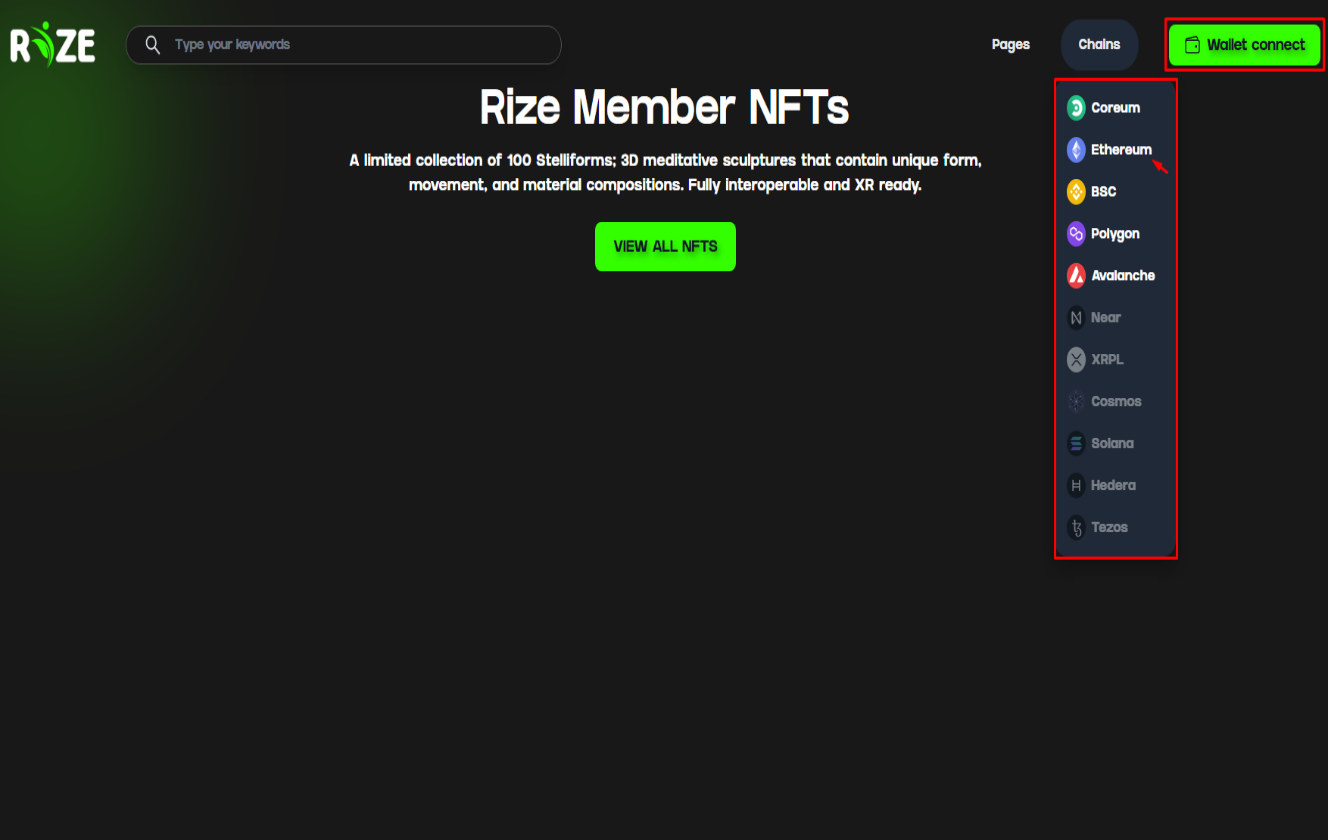 RIZE
Type your keywords
Pages
Chains
Wallet connect
Rize Member NFTs
A limited collection of 100 Stelliforms; 3D meditative sculptures that contain unique form,
movement, and material compositions. Fully interoperable and XR ready.
VIEW ALL NFTS
Coreum
Ethereum
BSC
Polygon
Avalanche
Near
XRPL
Cosmos
Solana
Hedera
Tezos